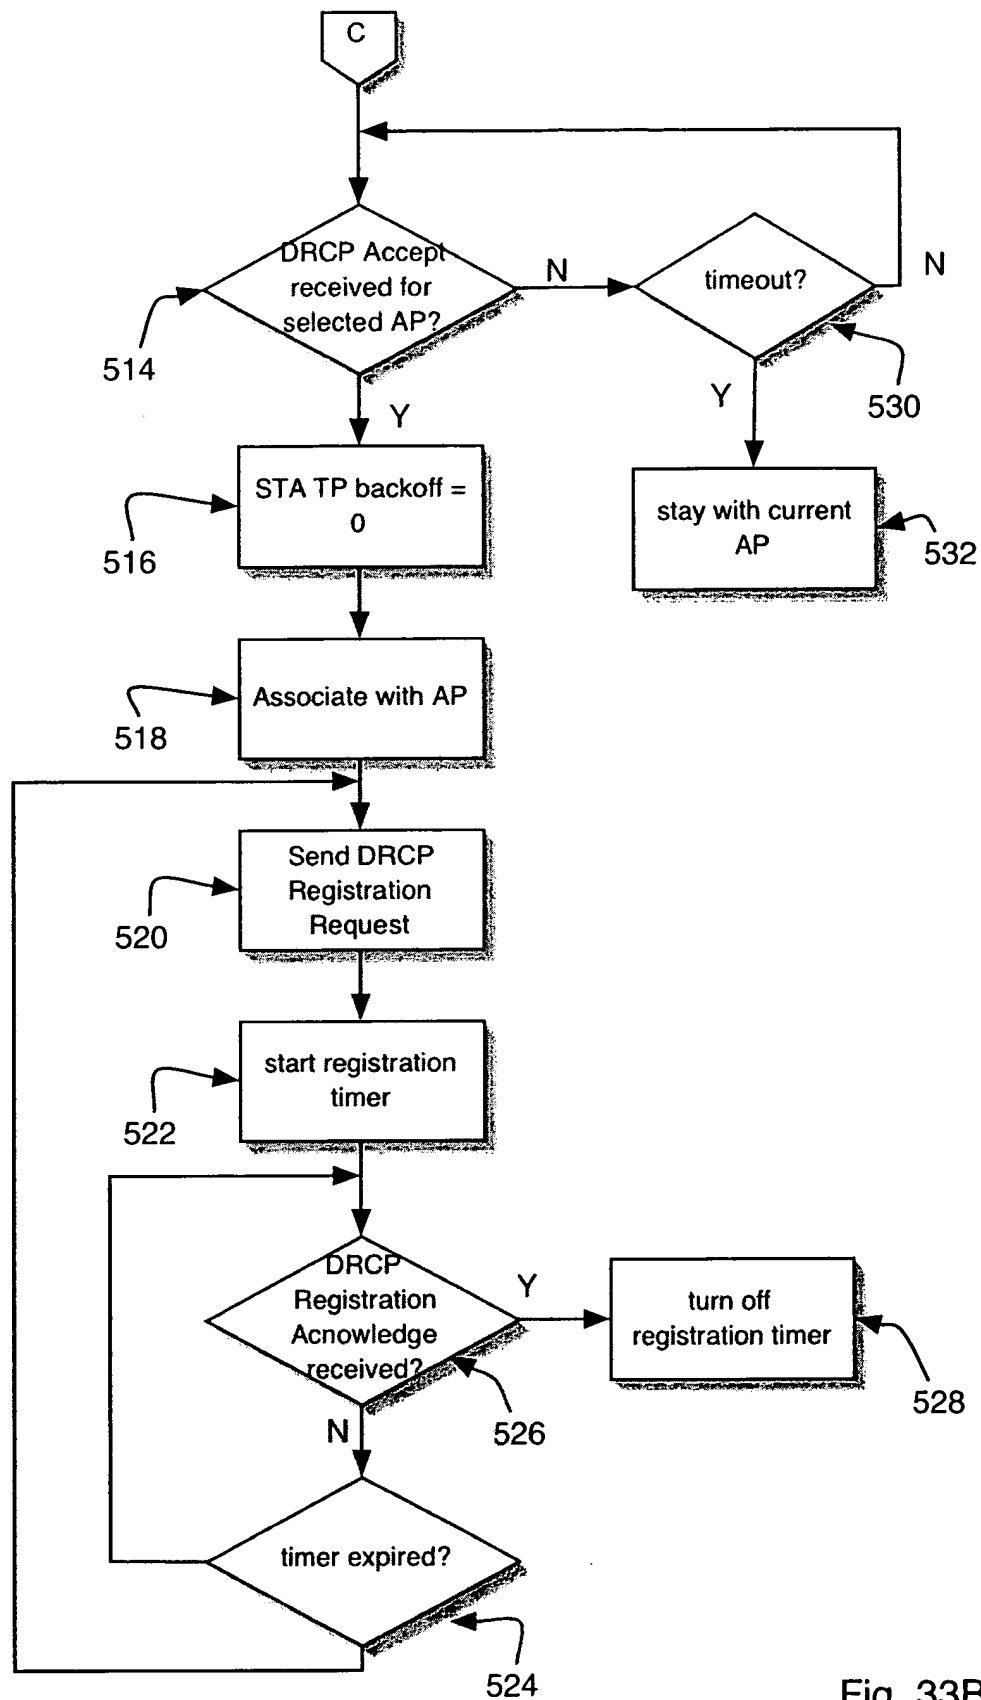 C
DRCP Accept
received for
selected AP?
N
timeout?
N
514
Y
Y
530
STA TP backoff =
0
516
stay with current
AP
532
Associate with AP
518
Send DRCP
Registration
Request
520
start registration
timer
522
DRCP
Registration
Acnowledge
received?
Y
turn off
registration timer
528
526
N
timer expired?
524
Fig. 33B